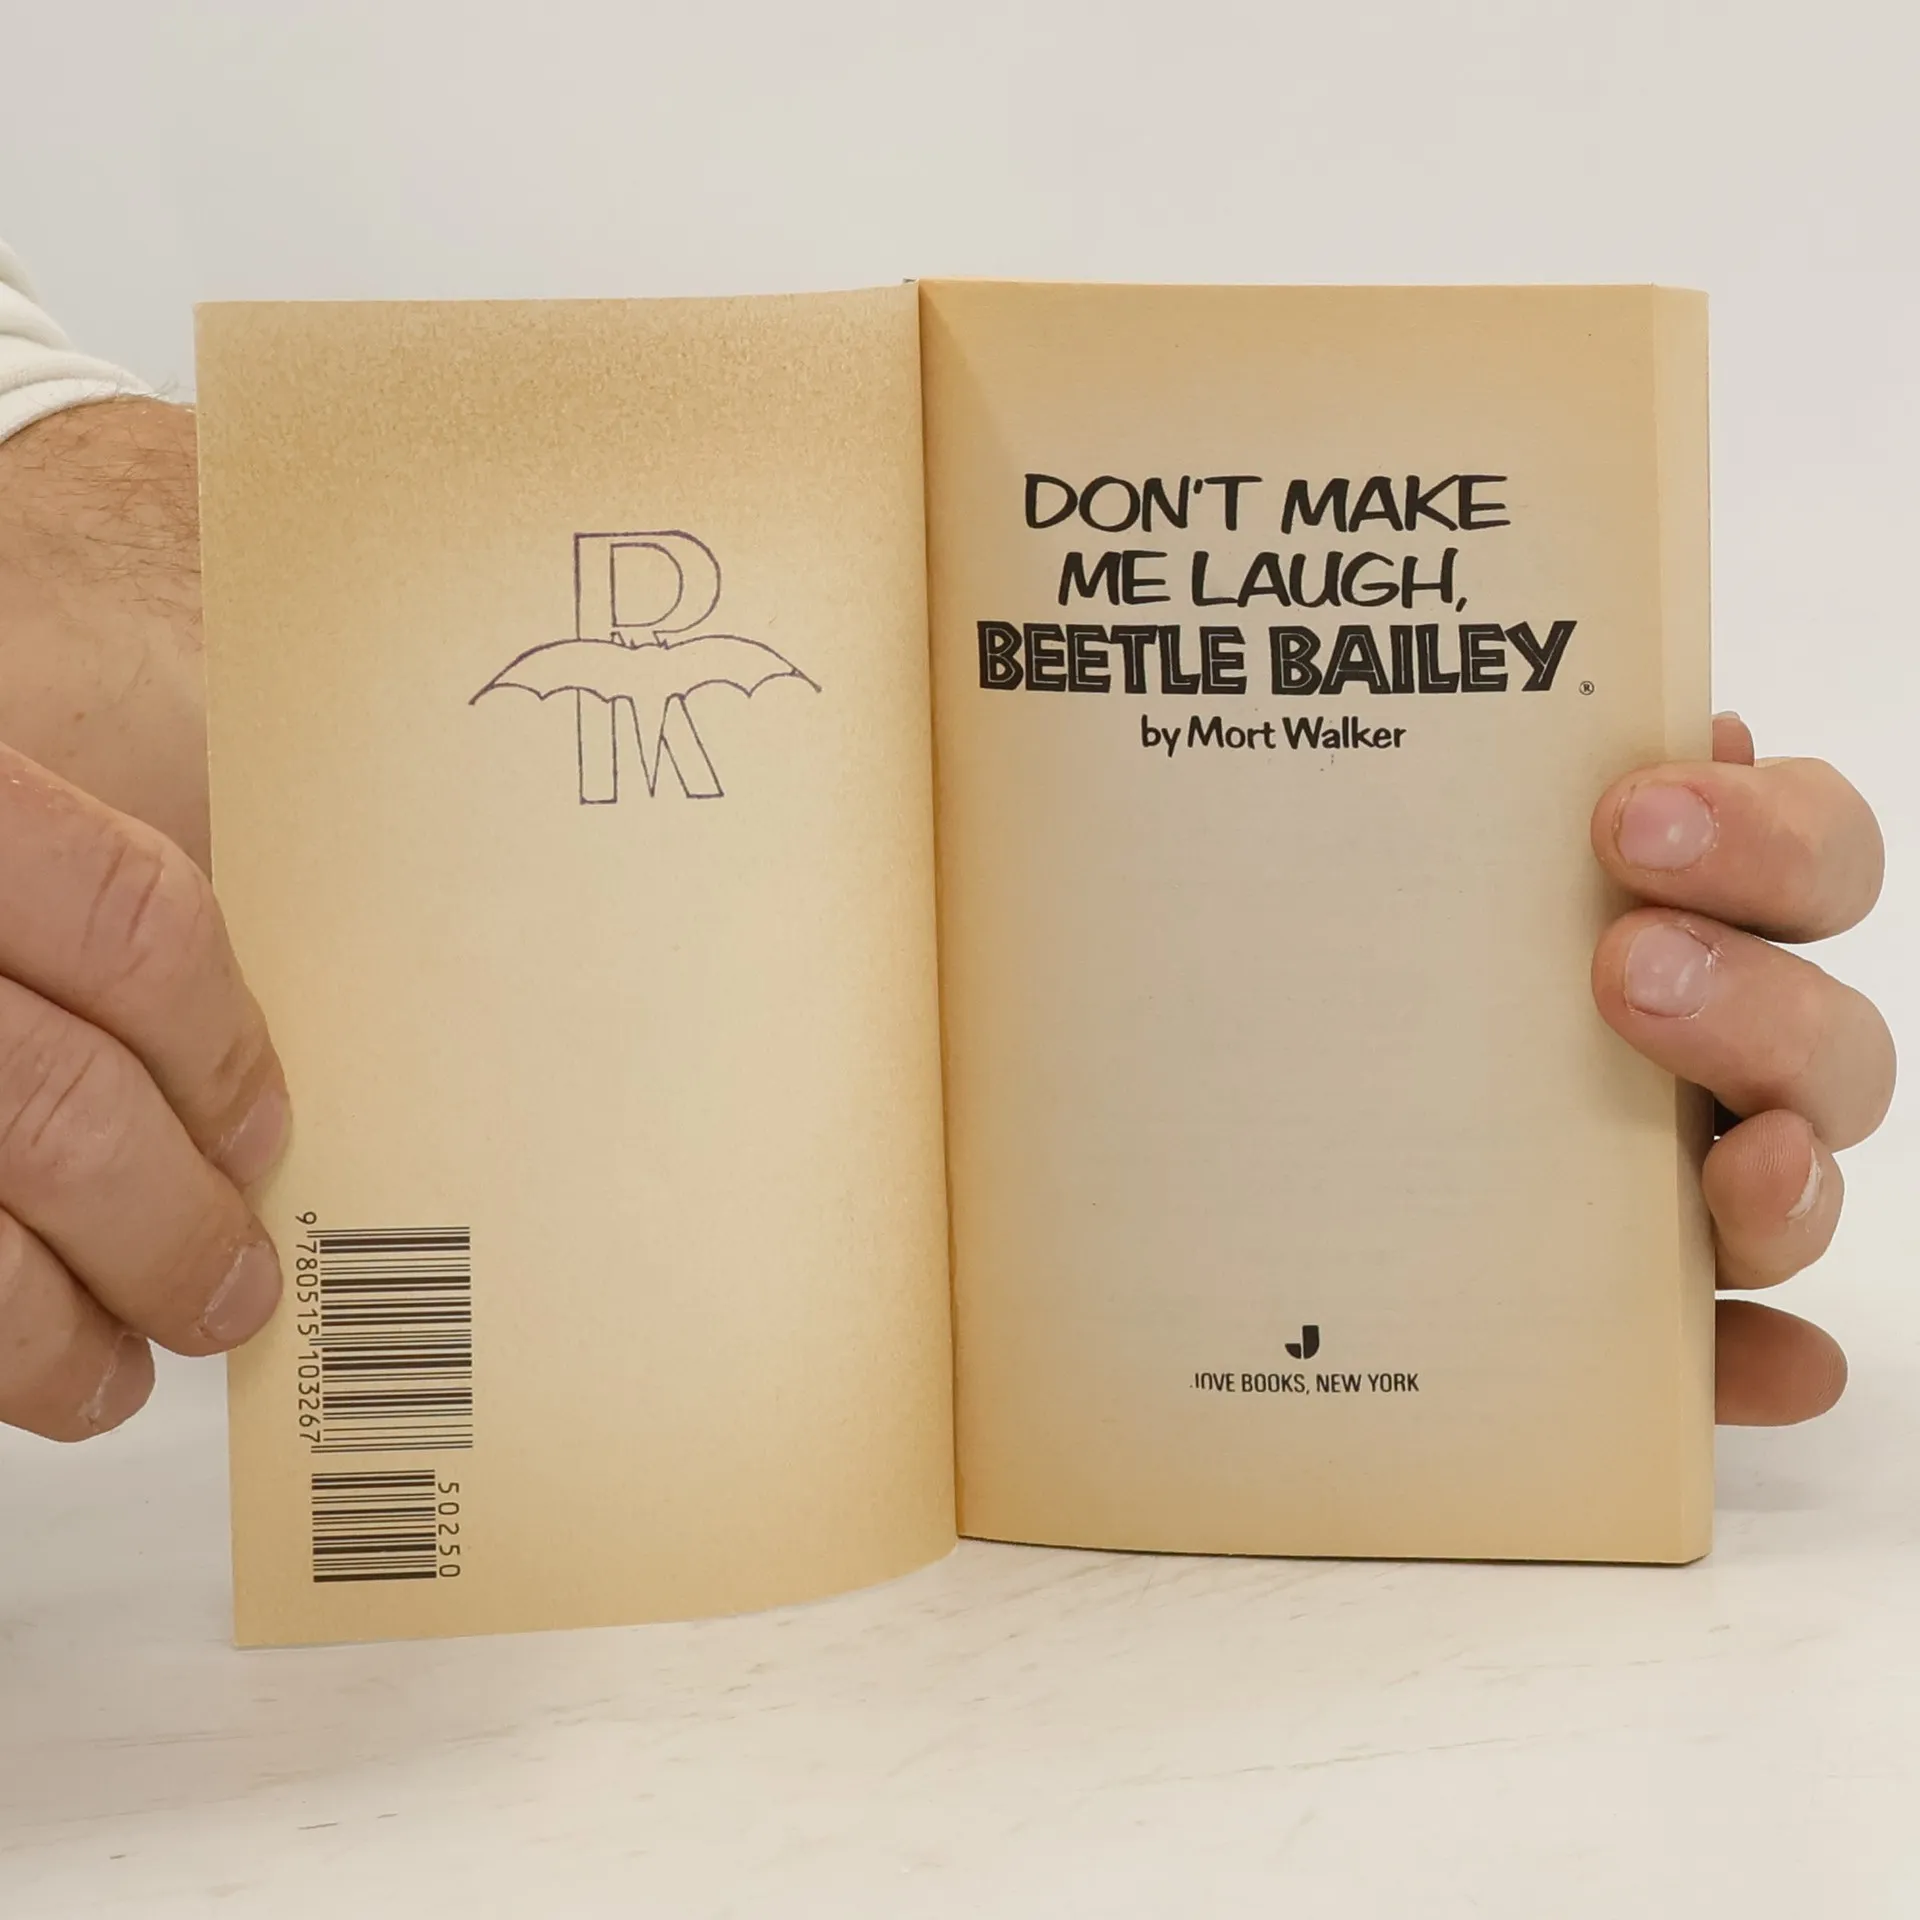 9 780515 103267
50250
DON'T MAKE
ME LAUGH,
BEETLE BAILEY®
by Mort Walker
J
JOVE BOOKS, NEW YORK